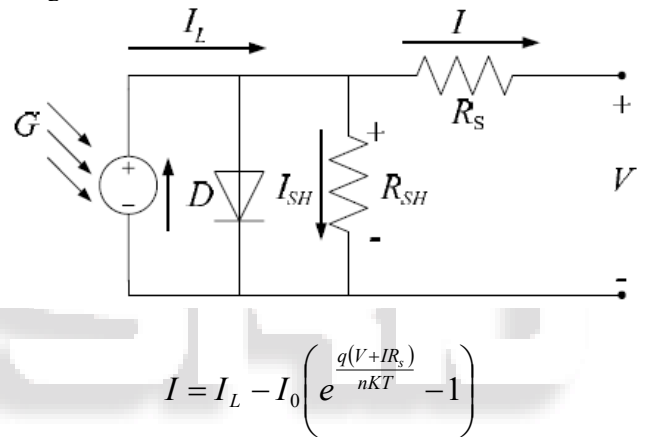 I_L I
G + − D I_SH + R_SH - R_S + V -
I = I_L − I_0 ( e^{q(V+IR_s)/nKT} − 1 )